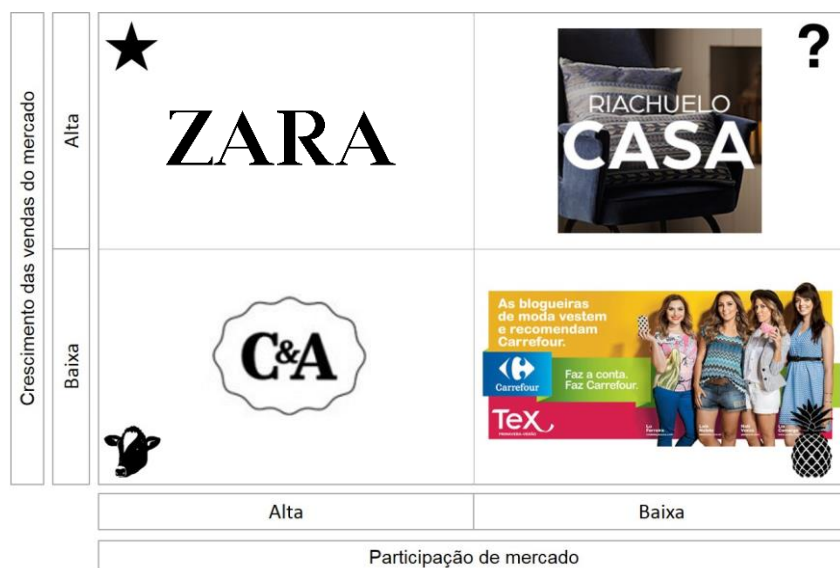 Crescimento das vendas do mercado
Alta
Baixa
ZARA
?
RIACHUELO
CASA
C&A
As blogueiras
de moda vestem
e recomendam
Carrefour.
Carrefour
Faz a conta.
Faz Carrefour.
Tex
Alta
Baixa
Participação de mercado